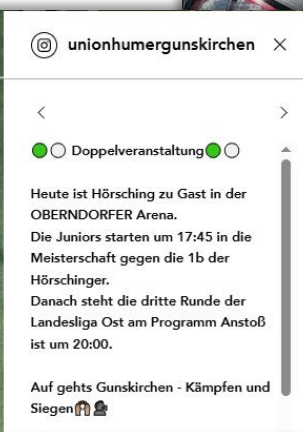 unionhumergunskirchen
🟢⚪ Doppelveranstaltung🟢⚪
Heute ist Hörsching zu Gast in der
OBERNDORFER Arena.
Die Juniors starten um 17:45 in die
Meisterschaft gegen die 1b der
Hörschinger.
Danach steht die dritte Runde der
Landesliga Ost am Programm Anstoß
ist um 20:00.
Auf gehts Gunskirchen - Kämpfen und
Siegen